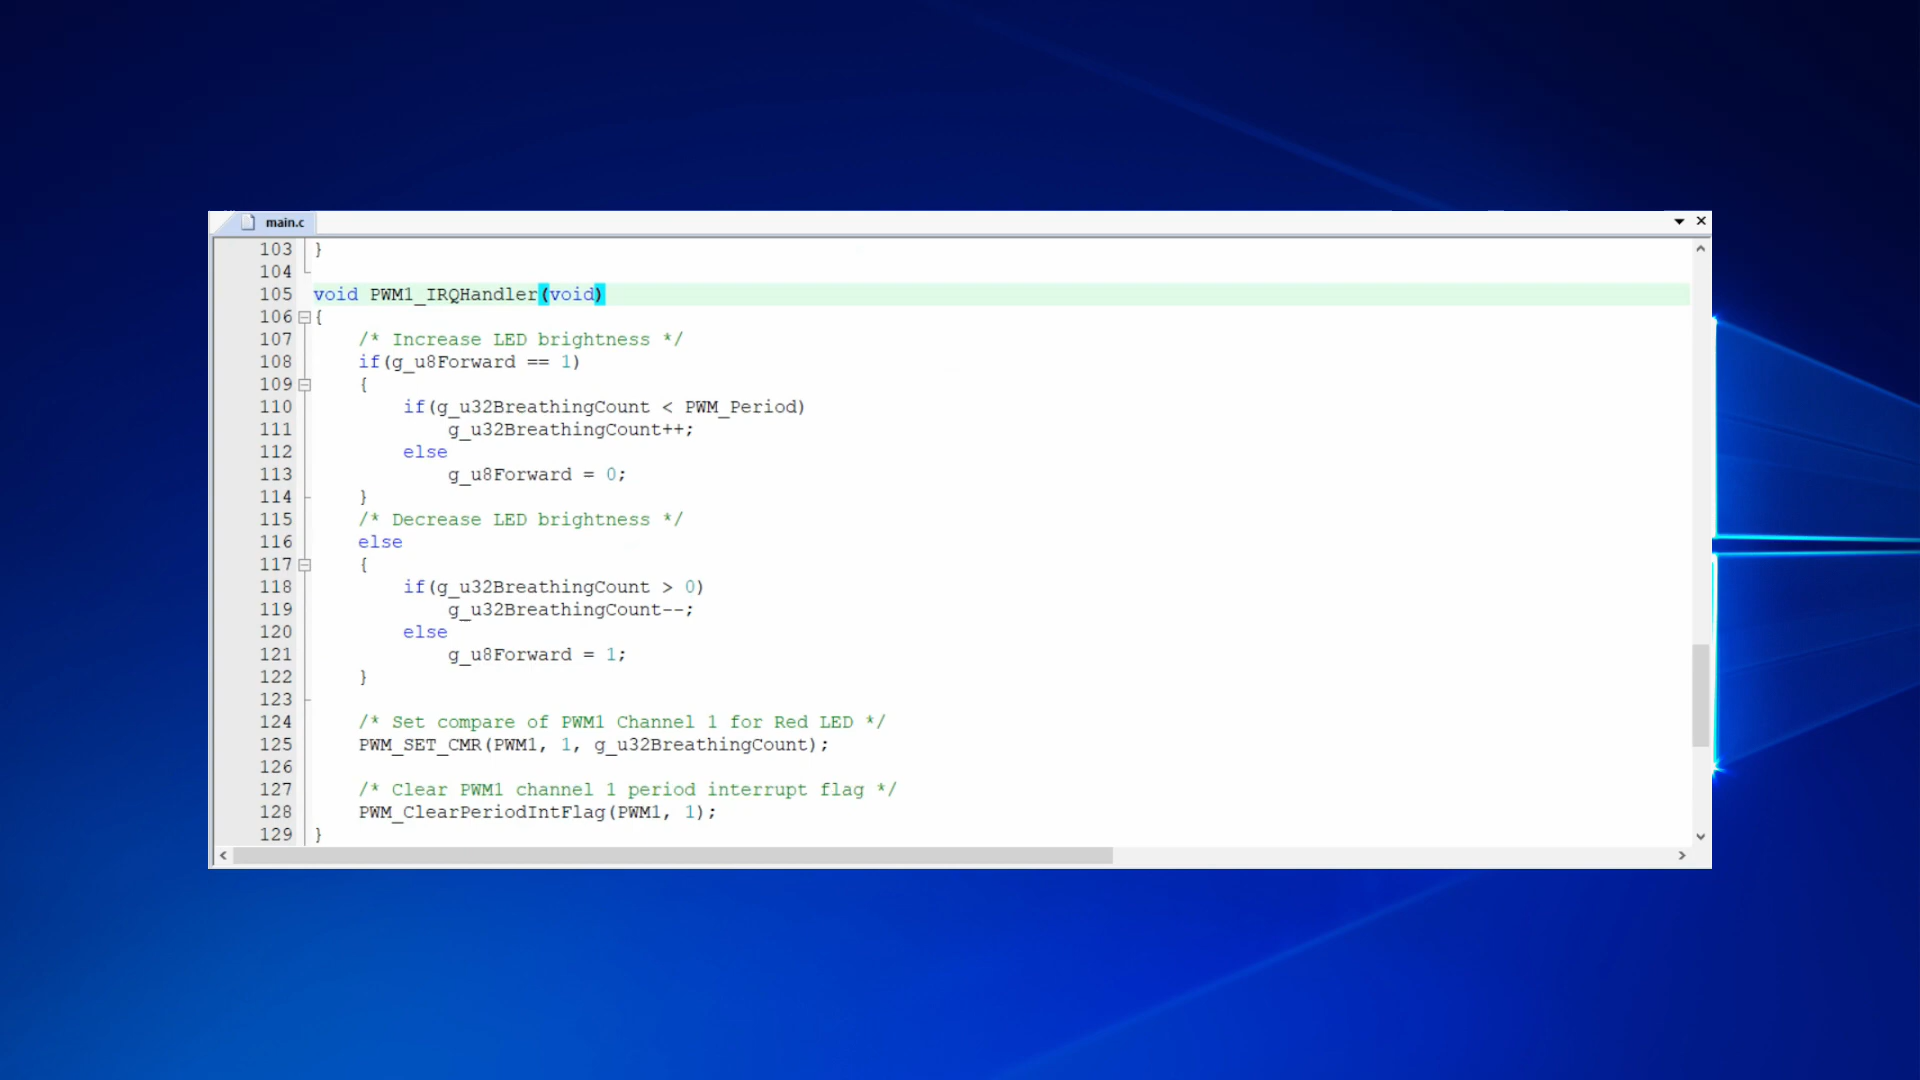 main.c
103 }
104
105 void PWM1_IRQHandler(void)
106 {
107     /* Increase LED brightness */
108     if(g_u8Forward == 1)
109     {
110         if(g_u32BreathingCount < PWM_Period)
111             g_u32BreathingCount++;
112         else
113             g_u8Forward = 0;
114     }
115     /* Decrease LED brightness */
116     else
117     {
118         if(g_u32BreathingCount > 0)
119             g_u32BreathingCount--;
120         else
121             g_u8Forward = 1;
122     }
123
124     /* Set compare of PWM1 Channel 1 for Red LED */
125     PWM_SET_CMR(PWM1, 1, g_u32BreathingCount);
126
127     /* Clear PWM1 channel 1 period interrupt flag */
128     PWM_ClearPeriodIntFlag(PWM1, 1);
129 }